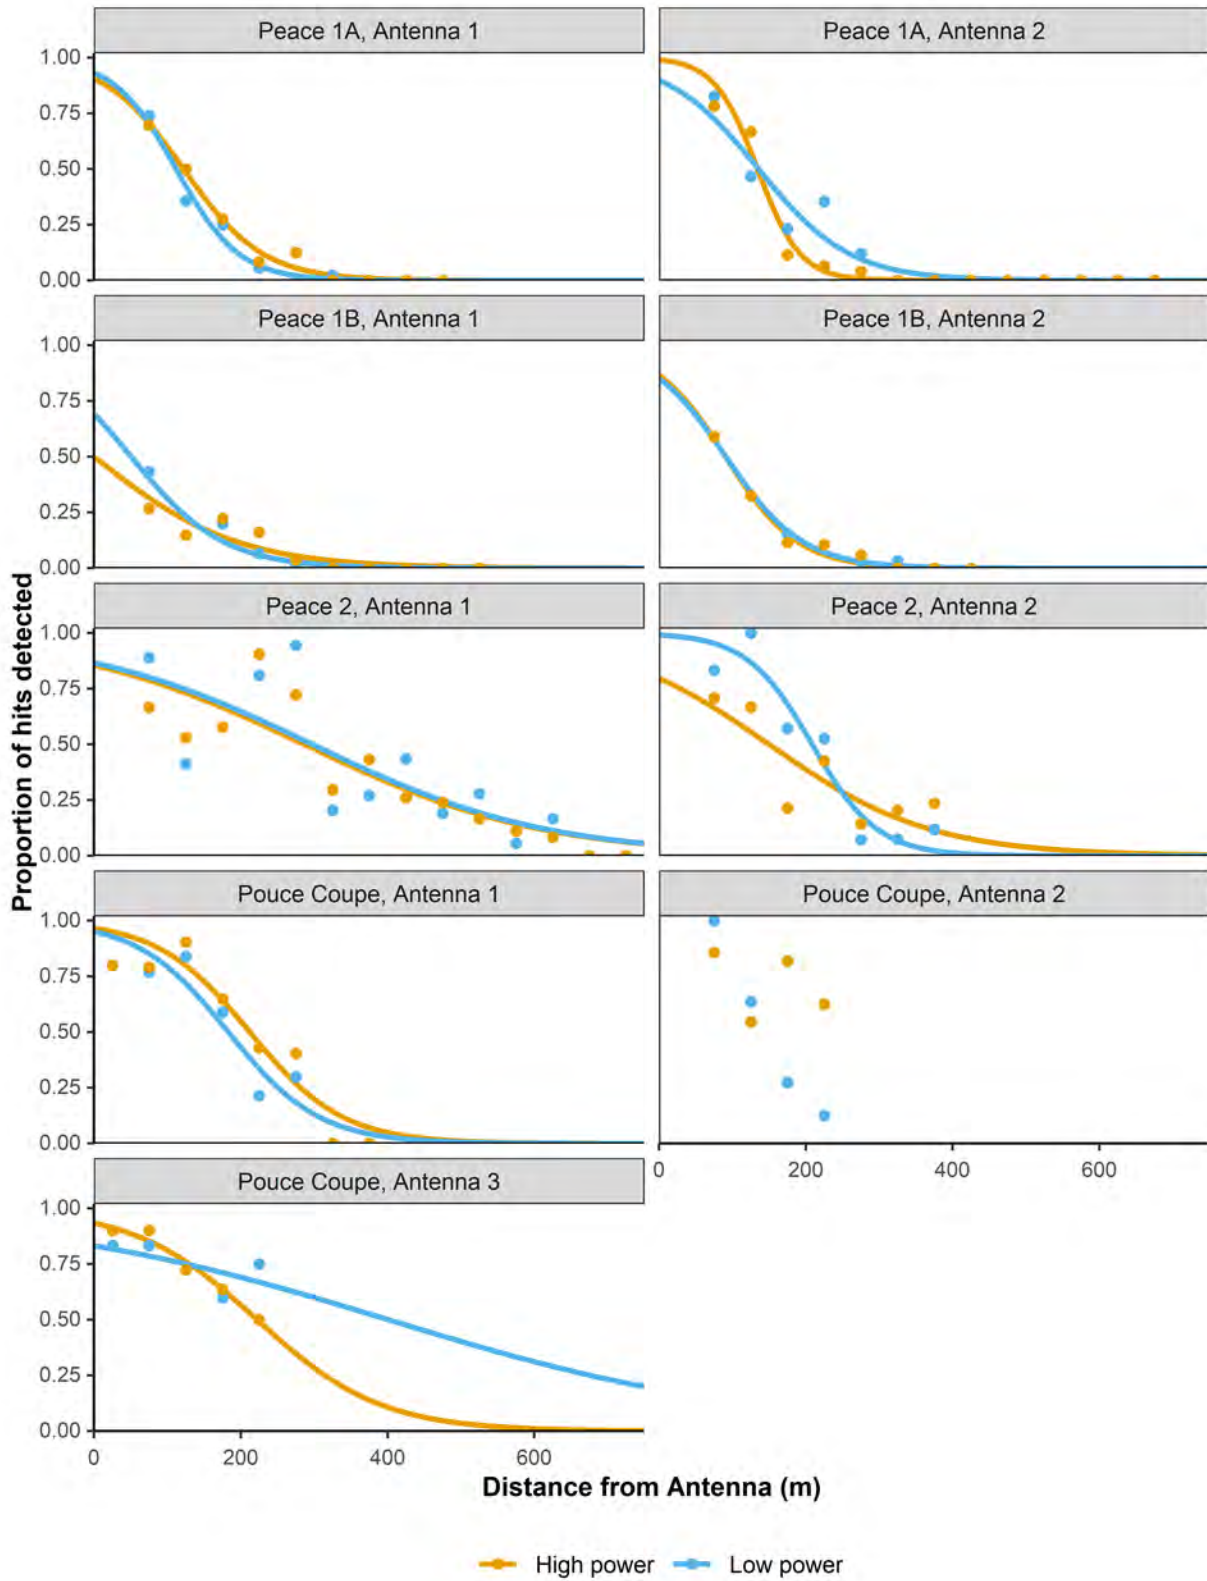 Peace 1A, Antenna 1
Peace 1A, Antenna 2
1.00
0.75
0.50
0.25
0.00
Peace 1B, Antenna 1
Peace 1B, Antenna 2
1.00
0.75
0.50
0.25
0.00
Peace 2, Antenna 1
Peace 2, Antenna 2
1.00
0.75
0.50
0.25
0.00
Proportion of hits detected
Pouce Coupe, Antenna 1
Pouce Coupe, Antenna 2
1.00
0.75
0.50
0.25
0.00
0 200 400 600
Pouce Coupe, Antenna 3
1.00
0.75
0.50
0.25
0.00
0 200 400 600
Distance from Antenna (m)
High power Low power